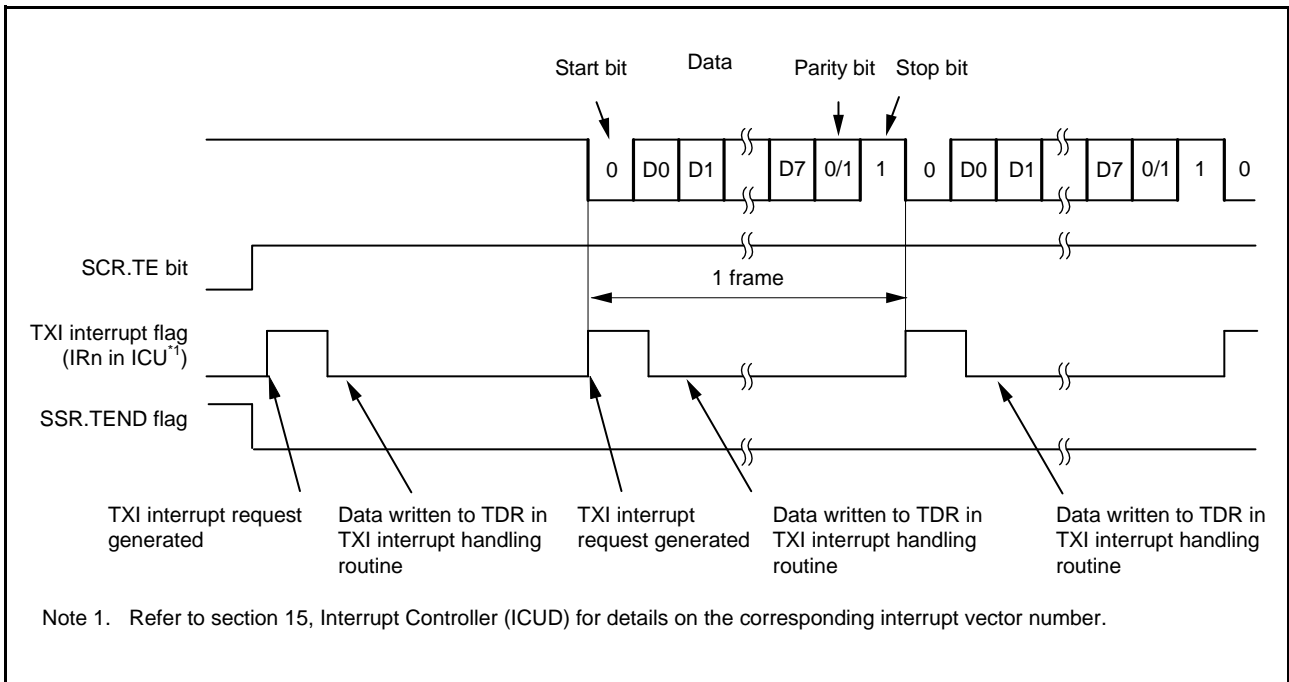 Start bit
Data
Parity bit
Stop bit
0 D0 D1 D7 0/1 1 0 D0 D1 D7 0/1 1 0
SCR.TE bit
1 frame
TXI interrupt flag
(IRn in ICU*1)
SSR.TEND flag
TXI interrupt request
generated
Data written to TDR in
TXI interrupt handling
routine
TXI interrupt
request generated
Data written to TDR in
TXI interrupt handling
routine
Data written to TDR in
TXI interrupt handling
routine
Note 1. Refer to section 15, Interrupt Controller (ICUD) for details on the corresponding interrupt vector number.